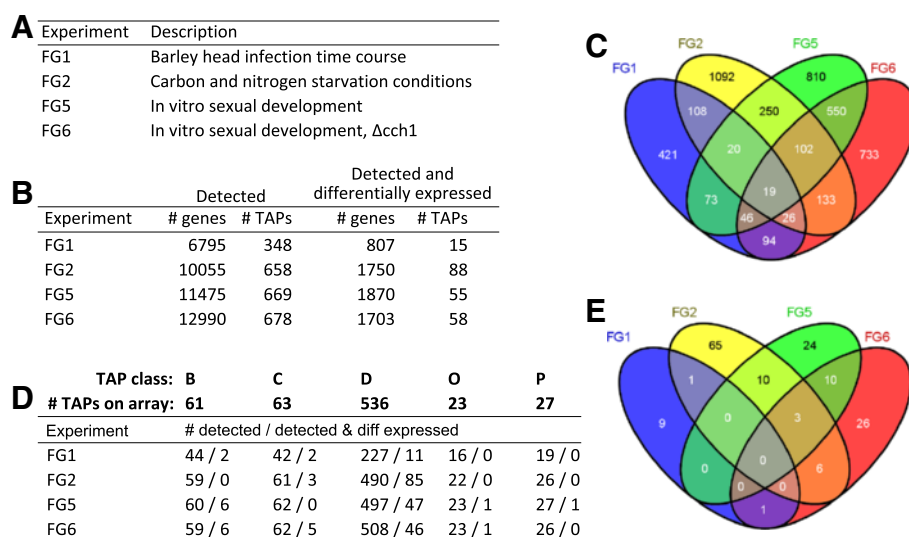 A
Experiment Description
FG1 Barley head infection time course
FG2 Carbon and nitrogen starvation conditions
FG5 In vitro sexual development
FG6 In vitro sexual development, Δcch1
B
Detected Detected and differentially expressed
Experiment # genes # TAPs # genes # TAPs
FG1 6795 348 807 15
FG2 10055 658 1750 88
FG5 11475 669 1870 55
FG6 12990 678 1703 58
C
FG2 FG5
FG1 FG6
1092 810
108 250 550
421 20 102 733
19
73 46 26 133
94
D
TAP class: B C D O P
# TAPs on array: 61 63 536 23 27
Experiment # detected / detected & diff expressed
FG1 44 / 2 42 / 2 227 / 11 16 / 0 19 / 0
FG2 59 / 0 61 / 3 490 / 85 22 / 0 26 / 0
FG5 60 / 6 62 / 0 497 / 47 23 / 1 27 / 1
FG6 59 / 6 62 / 5 508 / 46 23 / 1 26 / 0
E
FG2 FG5
FG1 FG6
65 24
1 10 10
9 0 3 26
0
0 0 0 6
1